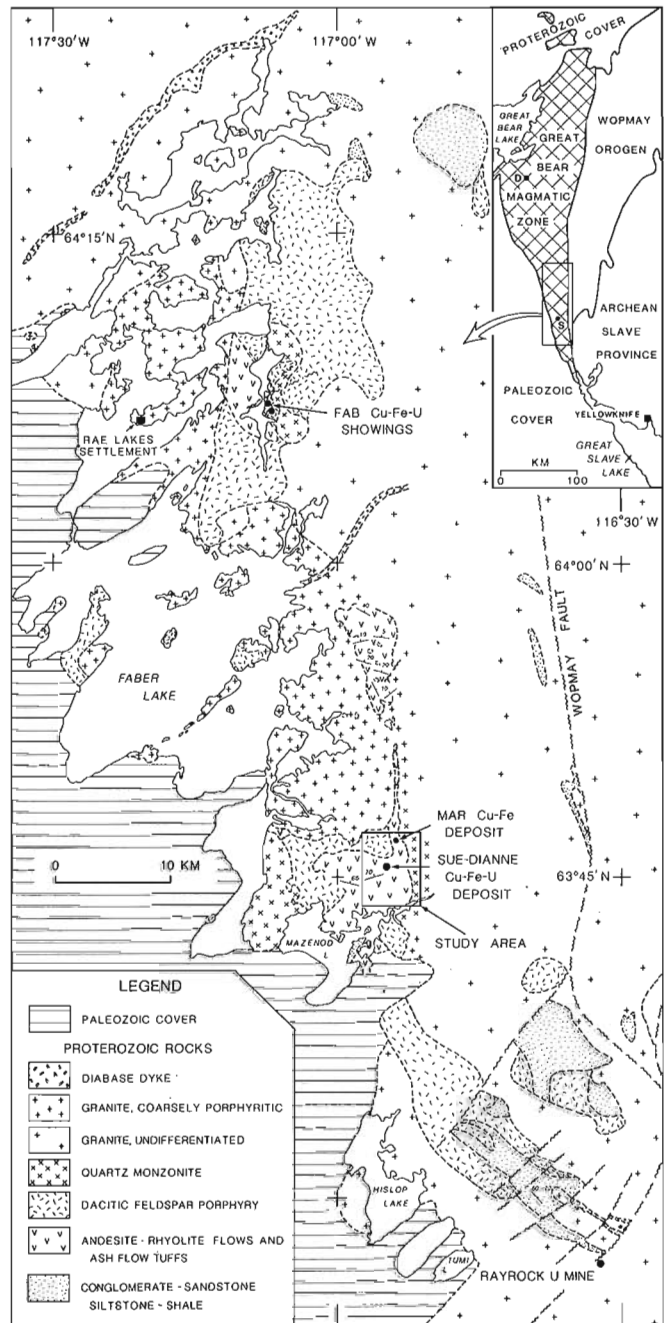 117°30' W
117°00' W
PROTEROZOIC
COVER
GREAT
BEAR
LAKE
GREAT
BEAR
MAGMATIC
ZONE
WOPMAY
OROGEN
D
S
ARCHEAN
SLAVE
PROVINCE
PALEOZOIC
COVER
YELLOWKNIFE
GREAT
SLAVE
LAKE
KM
0 100
64°15' N
FAB Cu-Fe-U
SHOWINGS
RAE LAKES
SETTLEMENT
116°30' W
64°00' N
WOPMAY FAULT
FABER
LAKE
MAR Cu-Fe
DEPOSIT
SUE-DIANNE
Cu-Fe-U
DEPOSIT
0 10 KM
65 10
63°45' N
MAZENOD
L
STUDY AREA
LEGEND
PALEOZOIC COVER
PROTEROZOIC ROCKS
DIABASE DYKE
GRANITE, COARSELY PORPHYRITIC
GRANITE, UNDIFFERENTIATED
QUARTZ MONZONITE
DACITIC FELDSPAR PORPHYRY
ANDESITE-RHYOLITE FLOWS AND
ASH FLOW TUFFS
CONGLOMERATE - SANDSTONE
SILTSTONE - SHALE
HISLOP
LAKE
TUMI
L
RAYROCK U MINE